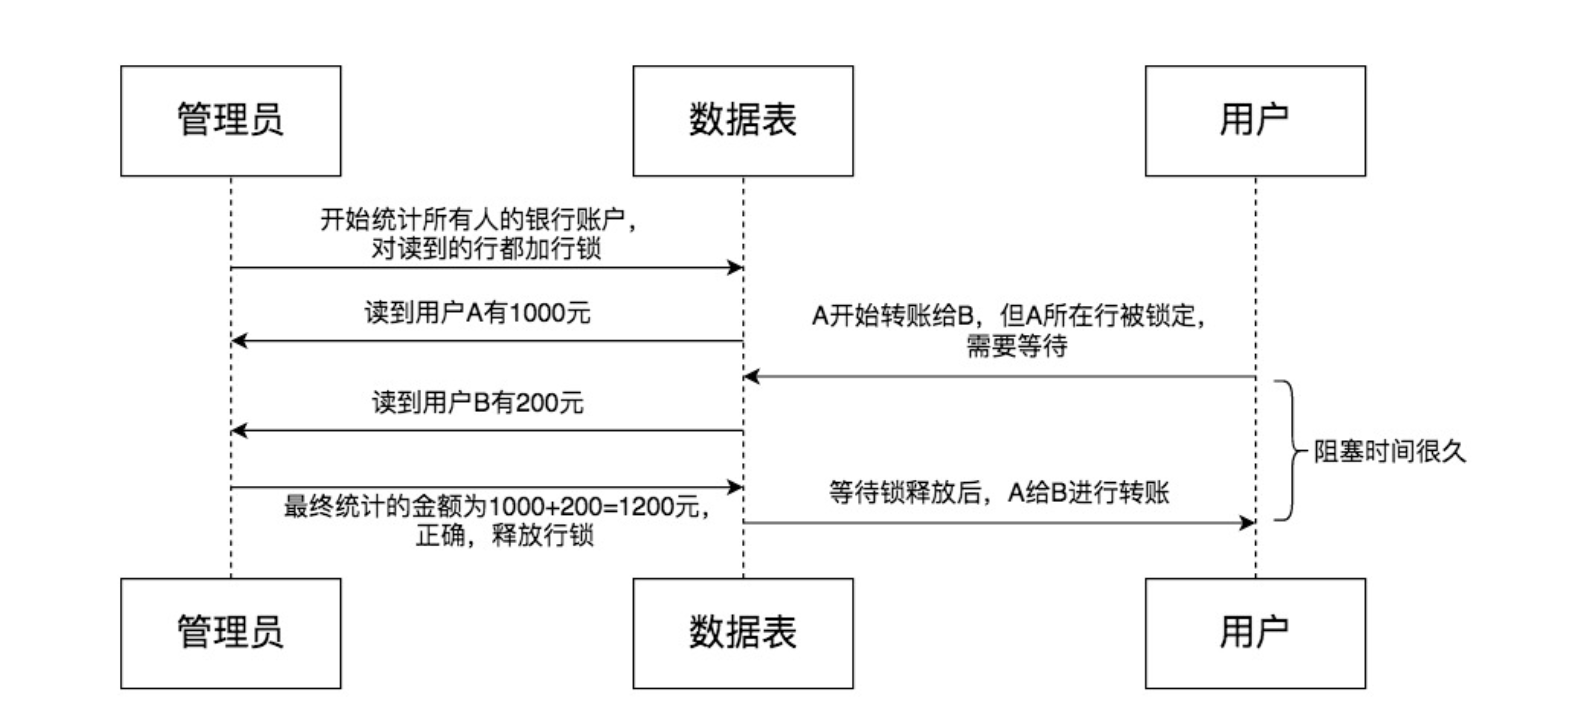 管理员
数据表
用户
开始统计所有人的银行账户，
对读到的行都加行锁
读到用户A有1000元
A开始转账给B，但A所在行被锁定，
需要等待
读到用户B有200元
阻塞时间很久
最终统计的金额为1000+200=1200元，
正确，释放行锁
等待锁释放后，A给B进行转账
管理员
数据表
用户